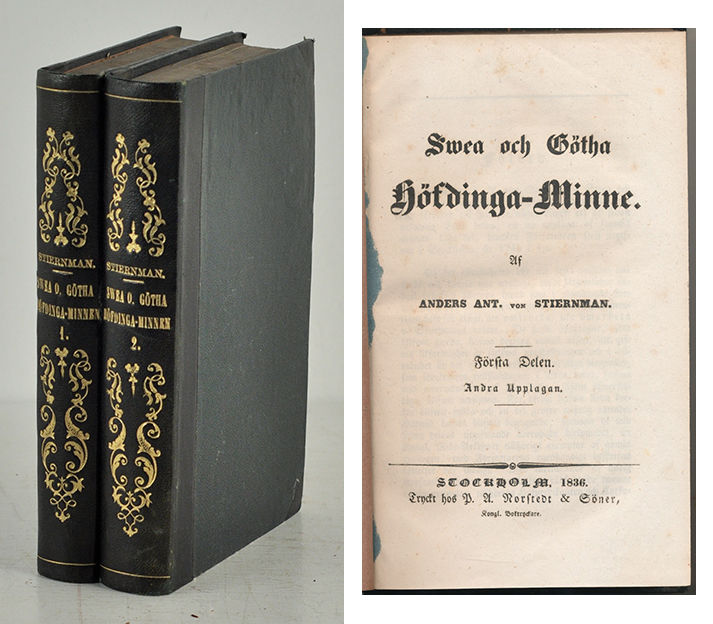 STIERNMAN.
SWEA O. GÖTHA
HÖFDINGA-MINNEN
1.
STIERNMAN.
SWEA O. GÖTHA
HÖFDINGA-MINNEN
2.
Swea och Götha
Höfdinga-Minne.
Af
ANDERS ANT. VON STIERNMAN.
Första Delen.
Andra Upplagan.
STOCKHOLM, 1836.
Tryckt hos P. A. Norstedt & Söner,
Kongl. Boktryckare.